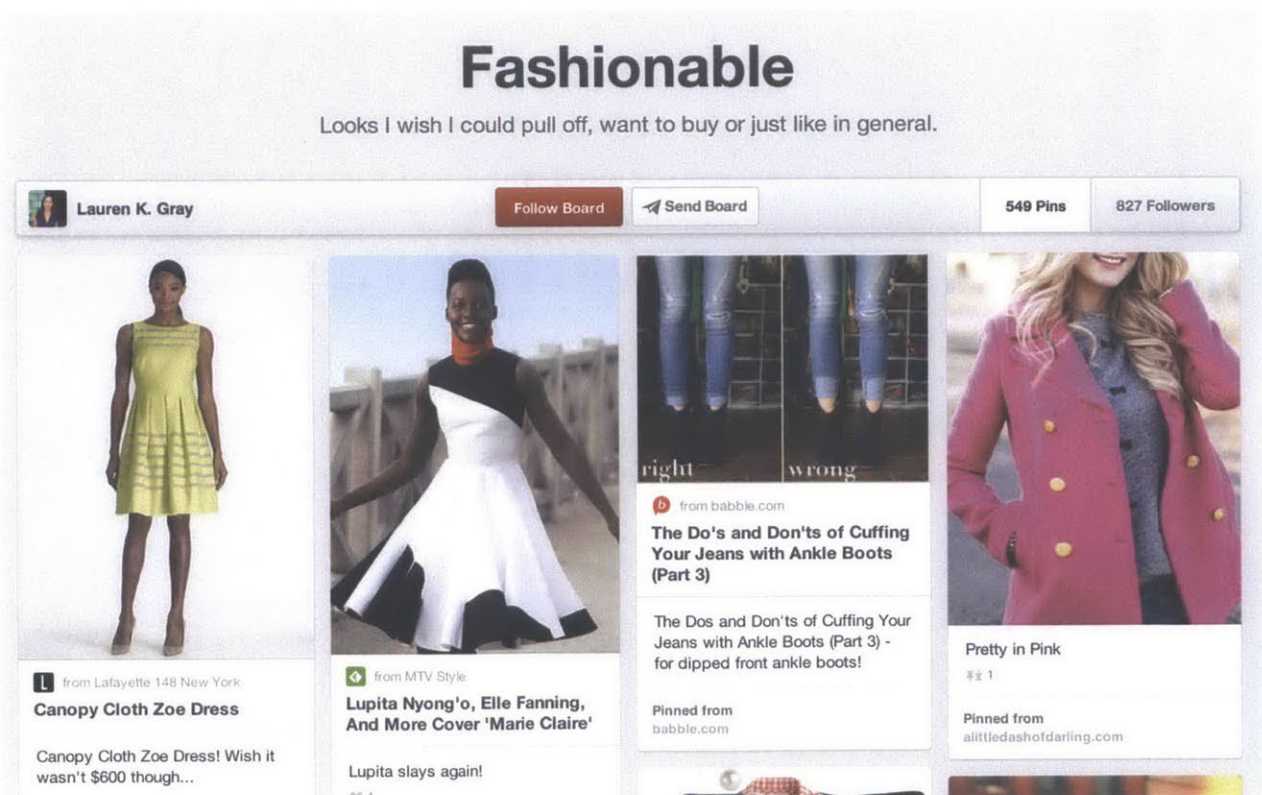 Fashionable
Looks I wish I could pull off, want to buy or just like in general.
Lauren K. Gray
Follow Board
Send Board
549 Pins
827 Followers
from Lafayette 148 New York
Canopy Cloth Zoe Dress
Canopy Cloth Zoe Dress! Wish it
wasn't $600 though...
from MTV Style
Lupita Nyong'o, Elle Fanning,
And More Cover 'Marie Claire'
Lupita slays again!
right
wrong
from babble.com
The Do's and Don'ts of Cuffing
Your Jeans with Ankle Boots
(Part 3)
The Dos and Don'ts of Cuffing Your
Jeans with Ankle Boots (Part 3) -
for dipped front ankle boots!
Pinned from
babble.com
Pretty in Pink
1
Pinned from
alittledashofdarling.com